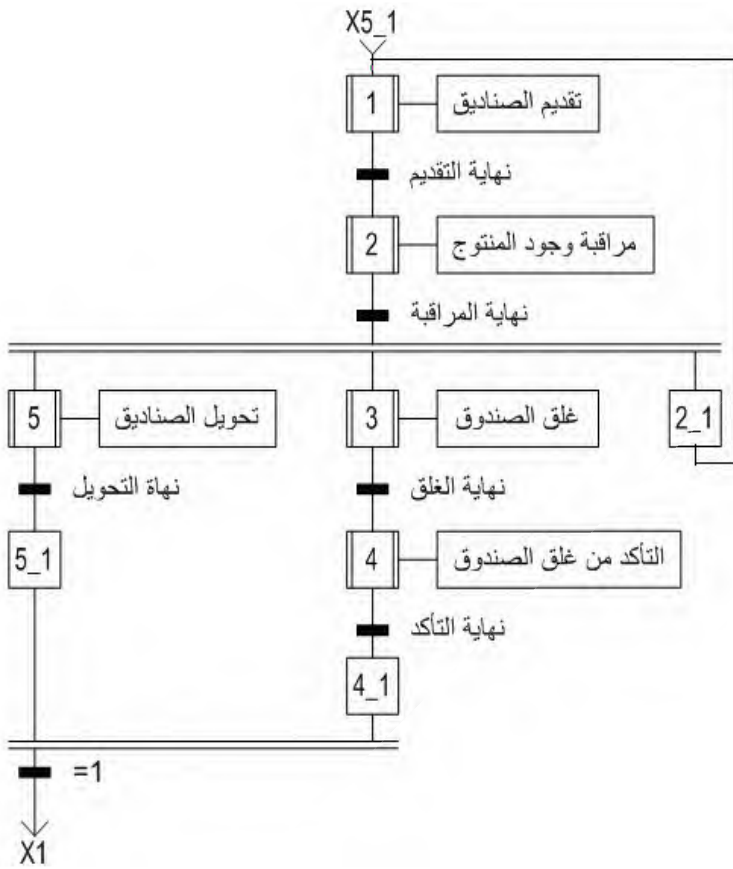 X5_1
1
تقديم الصناديق
نهاية التقديم
2
مراقبة وجود المنتوج
نهاية المراقبة
5
تحويل الصناديق
3
غلق الصندوق
2_1
نهاة التحويل
نهاية الغلق
5_1
4
التأكد من غلق الصندوق
نهاية التأكد
4_1
=1
X1